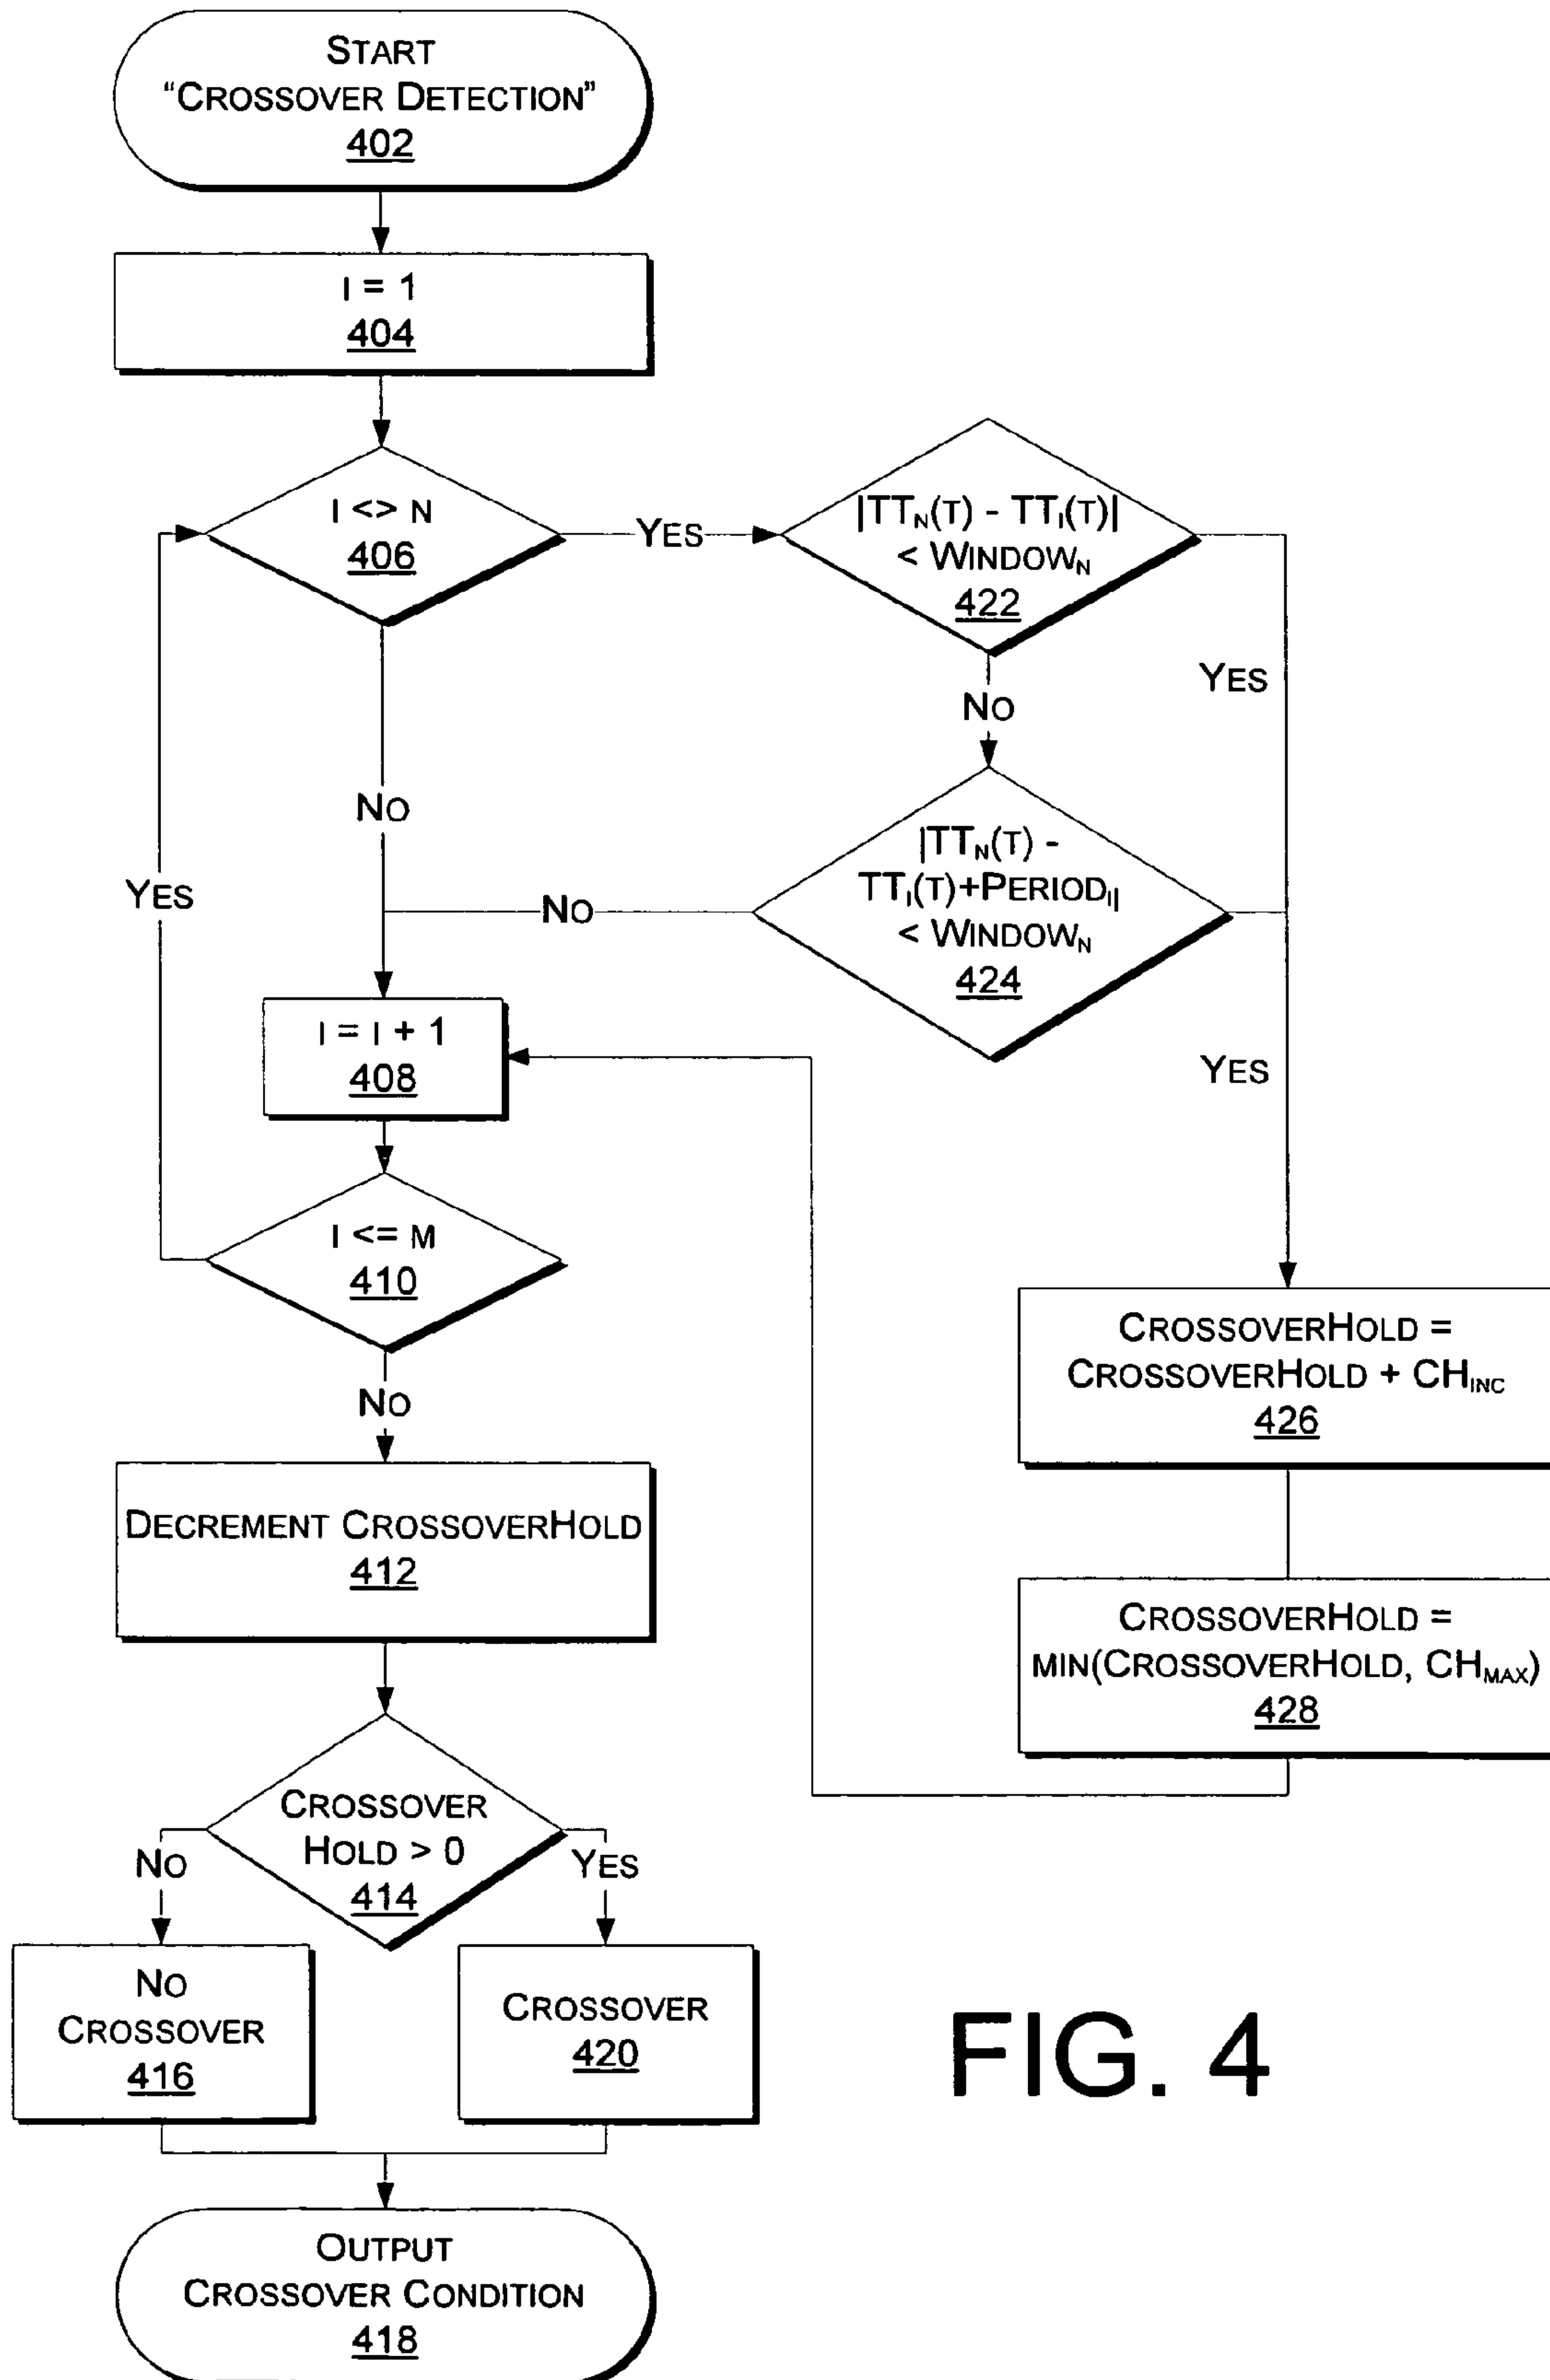 START
“CROSSOVER DETECTION”
402
I = 1
404
I <> N
406
YES
|TTN(T) - TTI(T)|
< WINDOWN
422
YES
NO
NO
|TTN(T) -
TTI(T)+PERIODI|
< WINDOWN
424
NO
YES
YES
I = I + 1
408
I <= M
410
NO
CROSSOVERHOLD =
CROSSOVERHOLD + CHINC
426
DECREMENT CROSSOVERHOLD
412
CROSSOVERHOLD =
MIN(CROSSOVERHOLD, CHMAX)
428
CROSSOVER
HOLD > 0
414
NO
YES
NO
CROSSOVER
416
CROSSOVER
420
FIG. 4
OUTPUT
CROSSOVER CONDITION
418